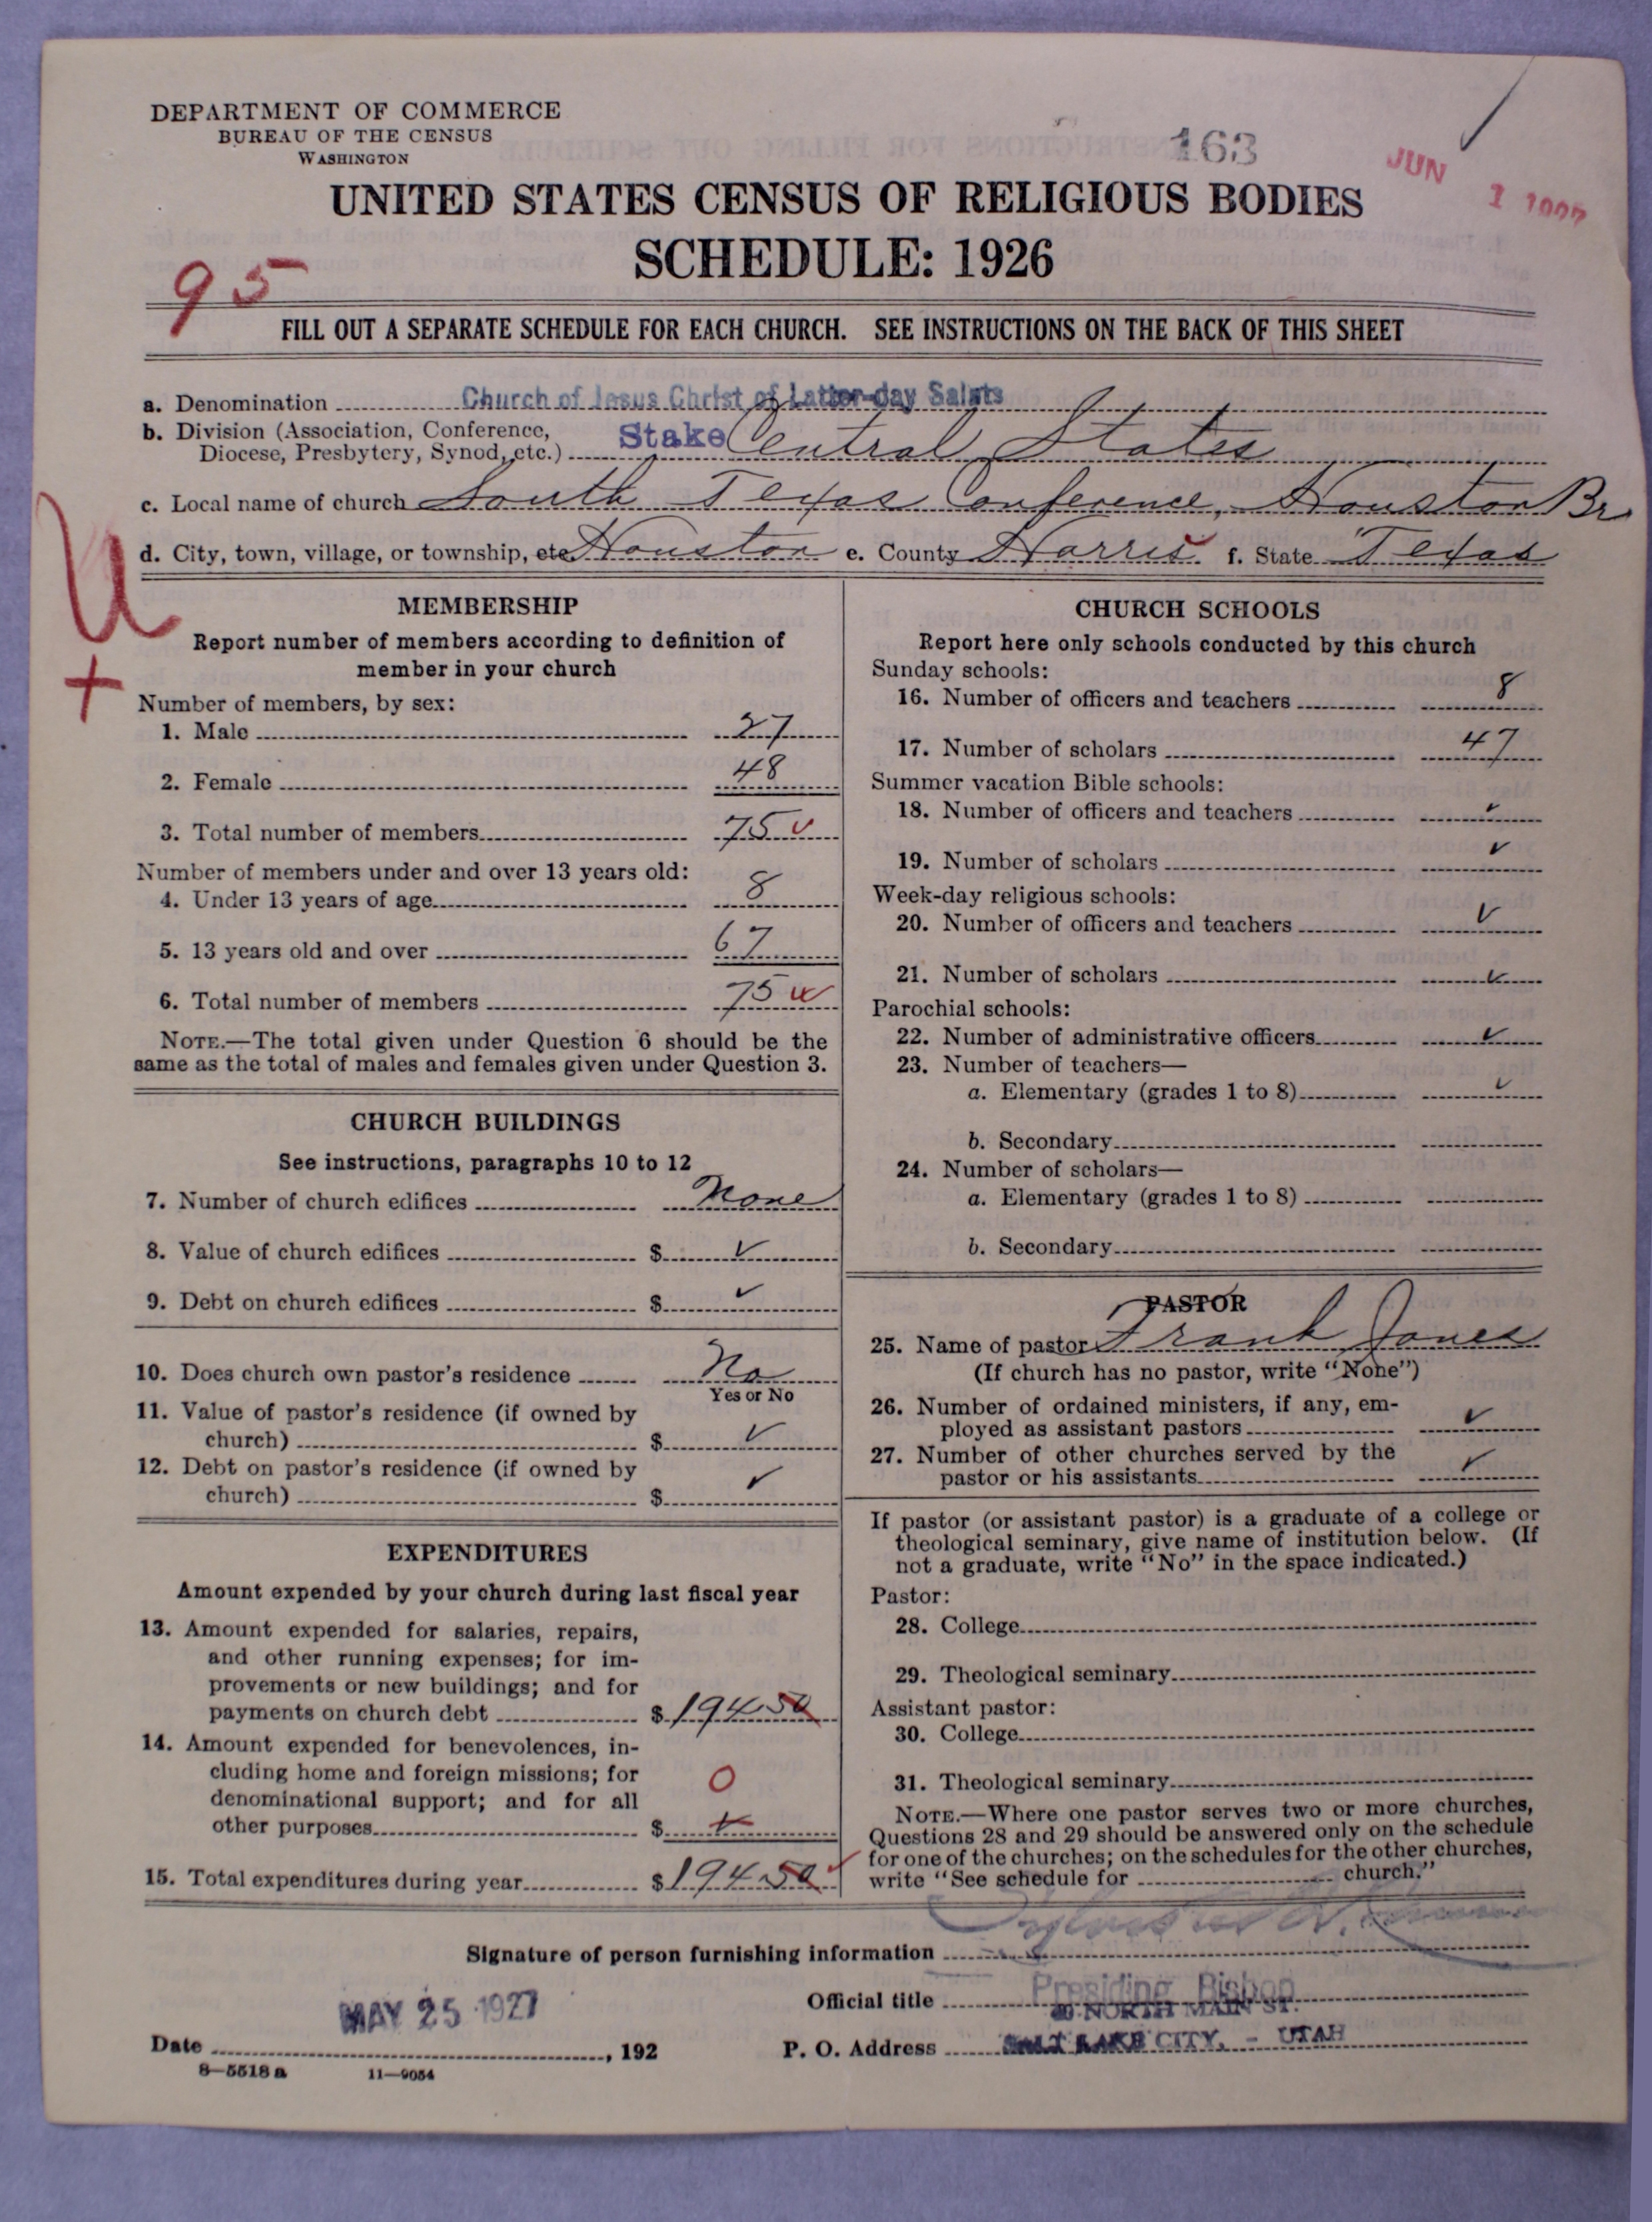 DEPARTMENT OF COMMERCE
BUREAU OF THE CENSUS
WASHINGTON
163
JUN 1 1927
UNITED STATES CENSUS OF RELIGIOUS BODIES
SCHEDULE: 1926
95
FILL OUT A SEPARATE SCHEDULE FOR EACH CHURCH. SEE INSTRUCTIONS ON THE BACK OF THIS SHEET
a. Denomination Church of Jesus Christ of Latter-day Saints
b. Division (Association, Conference,
Diocese, Presbytery, Synod, etc.) Stake Central States
c. Local name of church South Texas Conference, Houston Br
d. City, town, village, or township, etc. Houston e. County Harris f. State Texas
U
+
MEMBERSHIP
Report number of members according to definition of
member in your church
Number of members, by sex:
1. Male 27
2. Female 48
3. Total number of members 75 ✓
Number of members under and over 13 years old:
4. Under 13 years of age 8
5. 13 years old and over 67
6. Total number of members 75 ✓
NOTE.—The total given under Question 6 should be the
same as the total of males and females given under Question 3.
CHURCH BUILDINGS
See instructions, paragraphs 10 to 12
7. Number of church edifices None
8. Value of church edifices $ ✓
9. Debt on church edifices $ ✓
10. Does church own pastor's residence No
Yes or No
11. Value of pastor's residence (if owned by
church) $ ✓
12. Debt on pastor's residence (if owned by
church) $ ✓
EXPENDITURES
Amount expended by your church during last fiscal year
13. Amount expended for salaries, repairs,
and other running expenses; for im-
provements or new buildings; and for
payments on church debt $ 194.50
14. Amount expended for benevolences, in-
cluding home and foreign missions; for
denominational support; and for all
other purposes $ 0
15. Total expenditures during year $ 194.50 ✓
CHURCH SCHOOLS
Report here only schools conducted by this church
Sunday schools:
16. Number of officers and teachers 8
17. Number of scholars 47
Summer vacation Bible schools:
18. Number of officers and teachers ✓
19. Number of scholars ✓
Week-day religious schools:
20. Number of officers and teachers ✓
21. Number of scholars ✓
Parochial schools:
22. Number of administrative officers ✓
23. Number of teachers—
a. Elementary (grades 1 to 8) ✓
b. Secondary
24. Number of scholars—
a. Elementary (grades 1 to 8)
b. Secondary
PASTOR
25. Name of pastor Frank Jones
(If church has no pastor, write "None")
26. Number of ordained ministers, if any, em-
ployed as assistant pastors ✓
27. Number of other churches served by the
pastor or his assistants ✓
If pastor (or assistant pastor) is a graduate of a college or
theological seminary, give name of institution below. (If
not a graduate, write "No" in the space indicated.)
Pastor:
28. College
29. Theological seminary
Assistant pastor:
30. College
31. Theological seminary
NOTE.—Where one pastor serves two or more churches,
Questions 28 and 29 should be answered only on the schedule
for one of the churches; on the schedules for the other churches,
write "See schedule for church."
Signature of person furnishing information
Official title Presiding Bishop
40 NORTH MAIN ST.
P. O. Address SALT LAKE CITY, - UTAH
MAY 25 1927
Date , 192
8—5518 a 11—9054